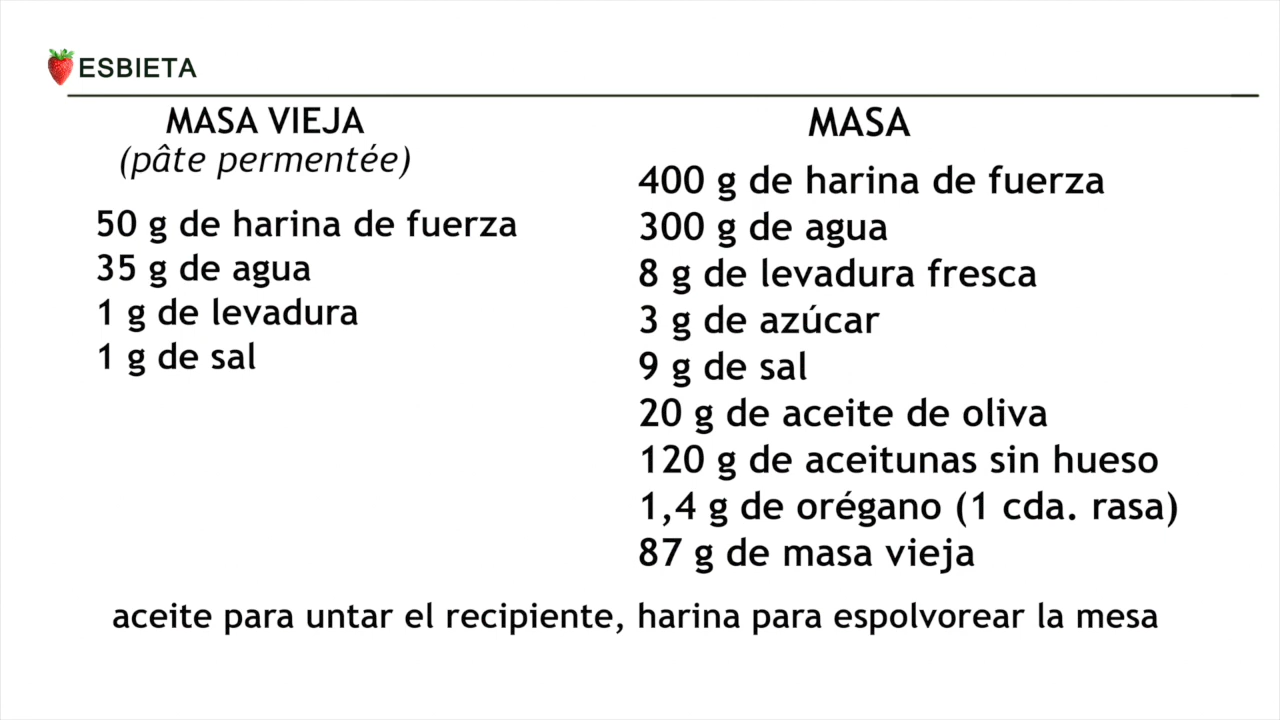 ESBIETA
MASA VIEJA
(pâte permentée)
50 g de harina de fuerza
35 g de agua
1 g de levadura
1 g de sal
MASA
400 g de harina de fuerza
300 g de agua
8 g de levadura fresca
3 g de azúcar
9 g de sal
20 g de aceite de oliva
120 g de aceitunas sin hueso
1,4 g de orégano (1 cda. rasa)
87 g de masa vieja
aceite para untar el recipiente, harina para espolvorear la mesa